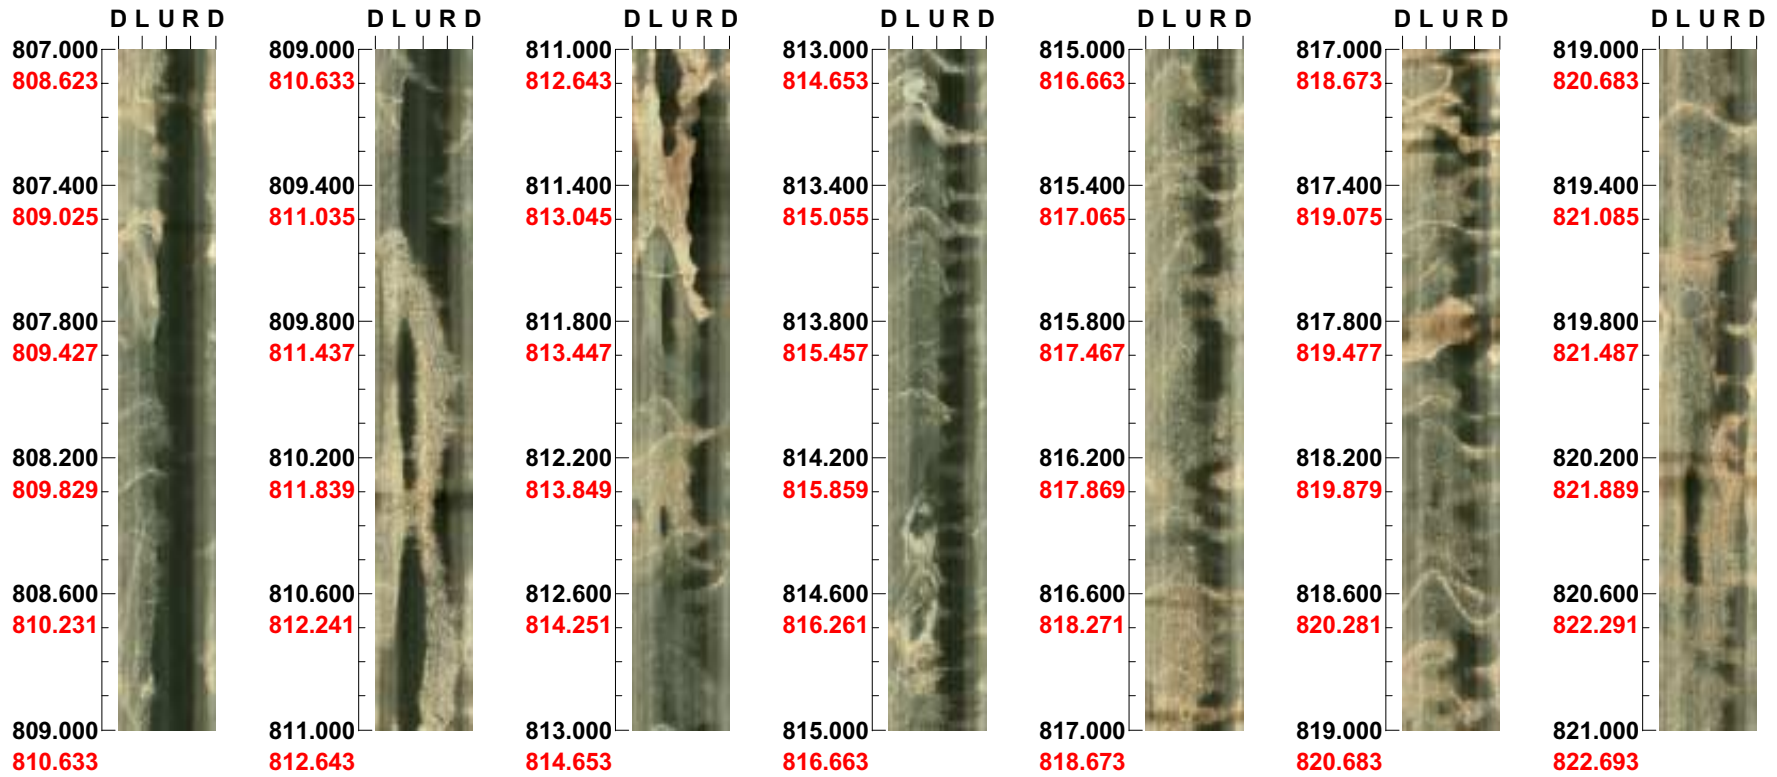 D L U R D D L U R D D L U R D D L U R D D L U R D D L U R D D L U R D
807.000 809.000 811.000 813.000 815.000 817.000 819.000
808.623 810.633 812.643 814.653 816.663 818.673 820.683
807.400 809.400 811.400 813.400 815.400 817.400 819.400
809.025 811.035 813.045 815.055 817.065 819.075 821.085
807.800 809.800 811.800 813.800 815.800 817.800 819.800
809.427 811.437 813.447 815.457 817.467 819.477 821.487
808.200 810.200 812.200 814.200 816.200 818.200 820.200
809.829 811.839 813.849 815.859 817.869 819.879 821.889
808.600 810.600 812.600 814.600 816.600 818.600 820.600
810.231 812.241 814.251 816.261 818.271 820.281 822.291
809.000 811.000 813.000 815.000 817.000 819.000 821.000
810.633 812.643 814.653 816.663 818.673 820.683 822.693